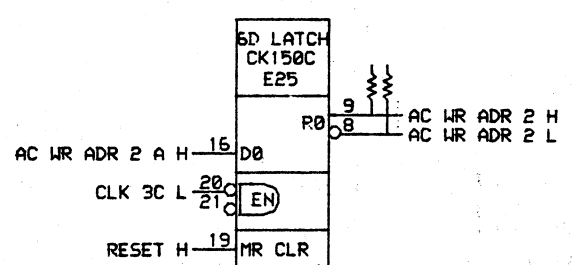 6D LATCH
CK150C
E25
9
R0 8
AC WR ADR 2 H
AC WR ADR 2 L
AC WR ADR 2 A H 16 D0
CLK 3C L 20
21 EN
RESET H 19 MR CLR